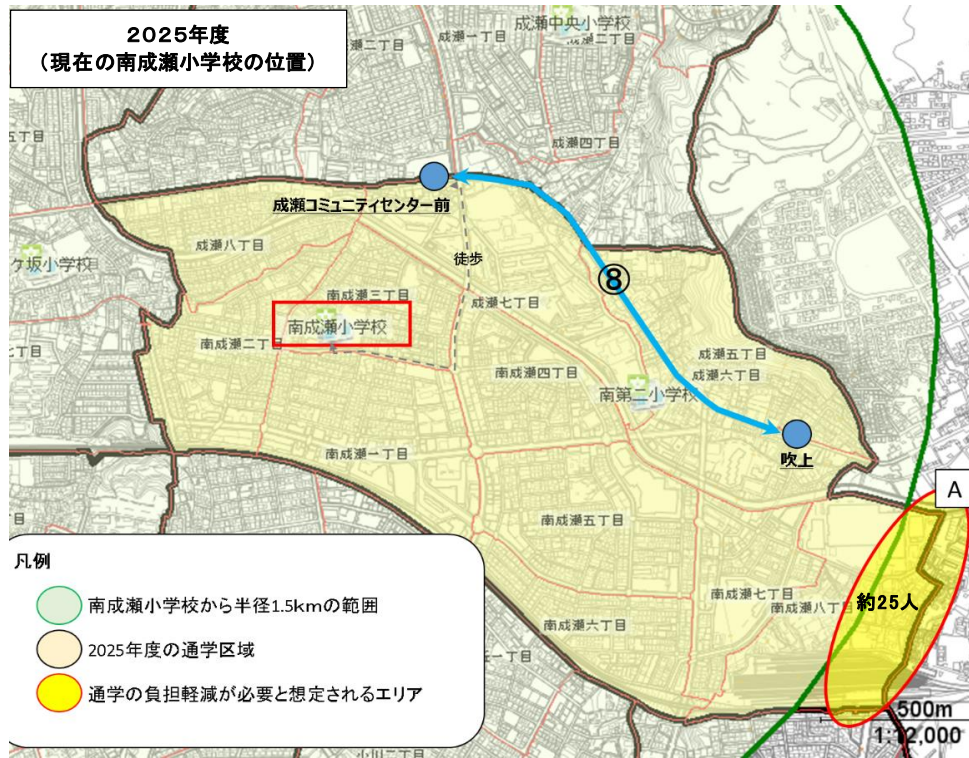 2025年度
（現在の南成瀬小学校の位置）
成瀬中央小学校
成瀬一丁目
成瀬二丁目
成瀬四丁目
成瀬コミュニティセンター前
成瀬八丁目
ケ坂小学校
徒歩
⑧
南成瀬三丁目
成瀬七丁目
南成瀬小学校
南成瀬二丁目
成瀬五丁目
南成瀬四丁目
成瀬六丁目
南第二小学校
吹上
南成瀬一丁目
A
南成瀬五丁目
凡例
南成瀬小学校から半径1.5kmの範囲
2025年度の通学区域
通学の負担軽減が必要と想定されるエリア
南成瀬七丁目
南成瀬八丁目
約25人
南成瀬六丁目
500m
1:12,000
小川二丁目